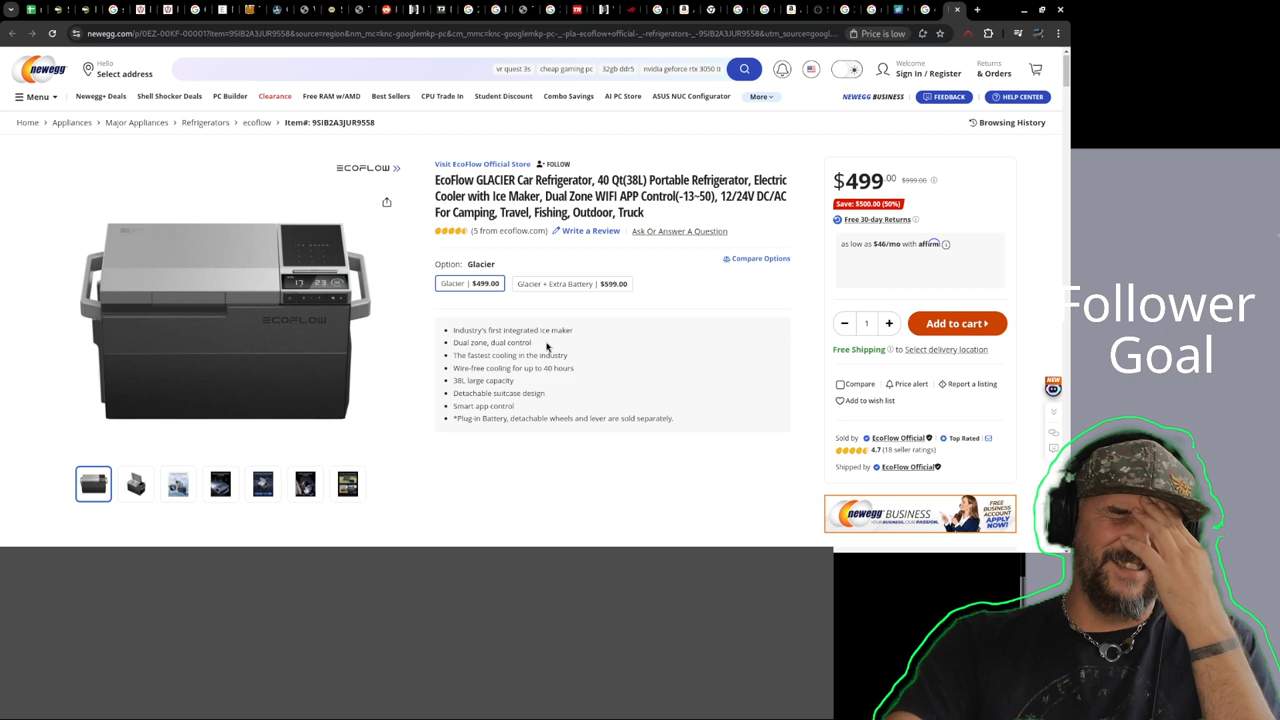 newegg.com/p/0EZ-00KF-00001?item=9SIB2A3JUR9558&source=region&nm_mc=knc-googlemkp-pc&cm_mmc=knc-googlemkp-pc-_-pla-ecoflow+official-_-refrigerators-_-9SIB2A3JUR9558&utm_source=googl...
Price is low
newegg
Hello
Select address
vr quest 3s
cheap gaming pc
32gb ddr5
nvidia geforce rtx 3050 ti
Welcome
Sign In / Register
Returns
& Orders
Menu
Newegg+ Deals
Shell Shocker Deals
PC Builder
Clearance
Free RAM w/AMD
Best Sellers
CPU Trade In
Student Discount
Combo Savings
AI PC Store
ASUS NUC Configurator
More
NEWEGG BUSINESS
FEEDBACK
HELP CENTER
Home > Appliances > Major Appliances > Refrigerators > ecoflow > Item#: 9SIB2A3JUR9558
Browsing History
ECOFLOW
Visit EcoFlow Official Store
FOLLOW
EcoFlow GLACIER Car Refrigerator, 40 Qt(38L) Portable Refrigerator, Electric
Cooler with Ice Maker, Dual Zone WIFI APP Control(-13~50), 12/24V DC/AC
For Camping, Travel, Fishing, Outdoor, Truck
(5 from ecoflow.com)
Write a Review
Ask Or Answer A Question
Compare Options
Option: Glacier
Glacier | $499.00
Glacier + Extra Battery | $599.00
17 23
ECOFLOW
• Industry's first integrated ice maker
• Dual zone, dual control
• The fastest cooling in the industry
• Wire-free cooling for up to 40 hours
• 38L large capacity
• Detachable suitcase design
• Smart app control
• *Plug-in Battery, detachable wheels and lever are sold separately.
$499.00 $999.00
Save: $500.00 (50%)
Free 30-day Returns
as low as $46/mo with affirm
1
Add to cart
Free Shipping to Select delivery location
Compare
Price alert
Report a listing
Add to wish list
NEW
Sold by EcoFlow Official
Top Rated
4.7 (18 seller ratings)
Shipped by EcoFlow Official
newegg BUSINESS
YOUR BUSINESS. OUR PASSION.
FREE
BUSINESS
ACCOUNT
APPLY
NOW!
Follower
Goal